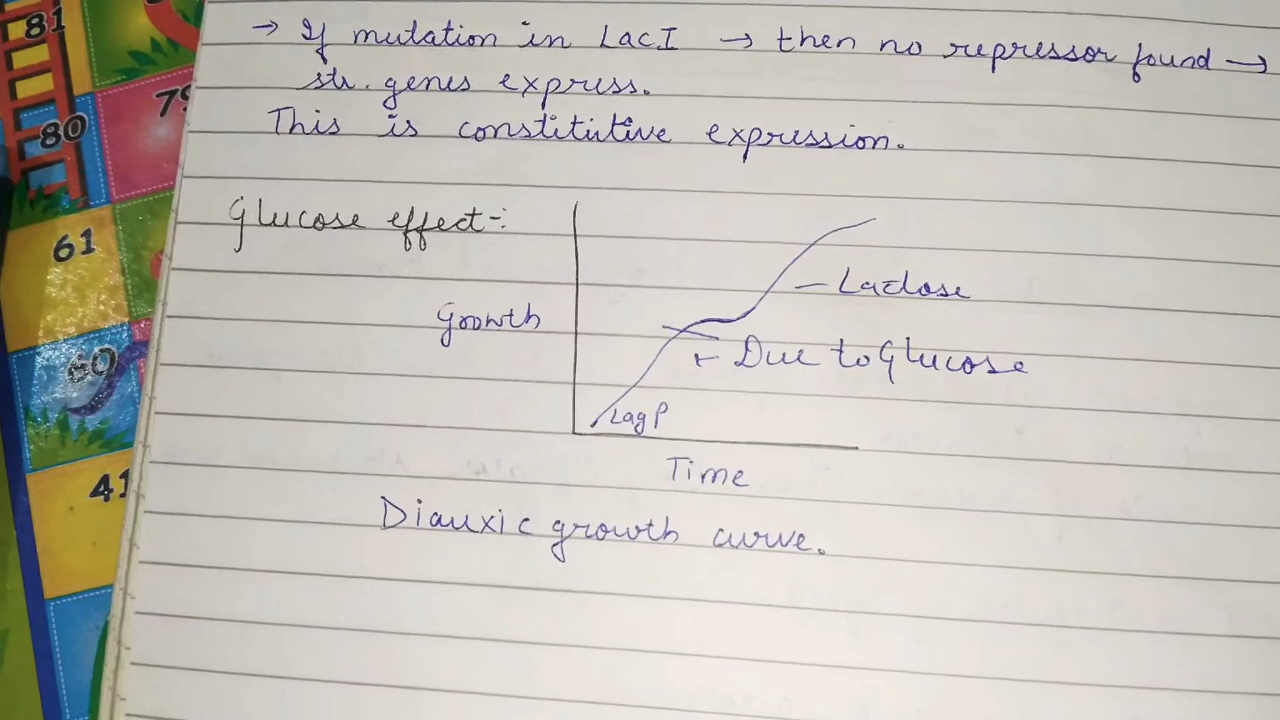 → If mutation in LacI → then no repressor found →
str. genes express.
This is constitutive expression.
Glucose effect-:
Growth
Lactose
Due to Glucose
Lag P
Time
Diauxic growth curve.
81
79
80
61
60
41